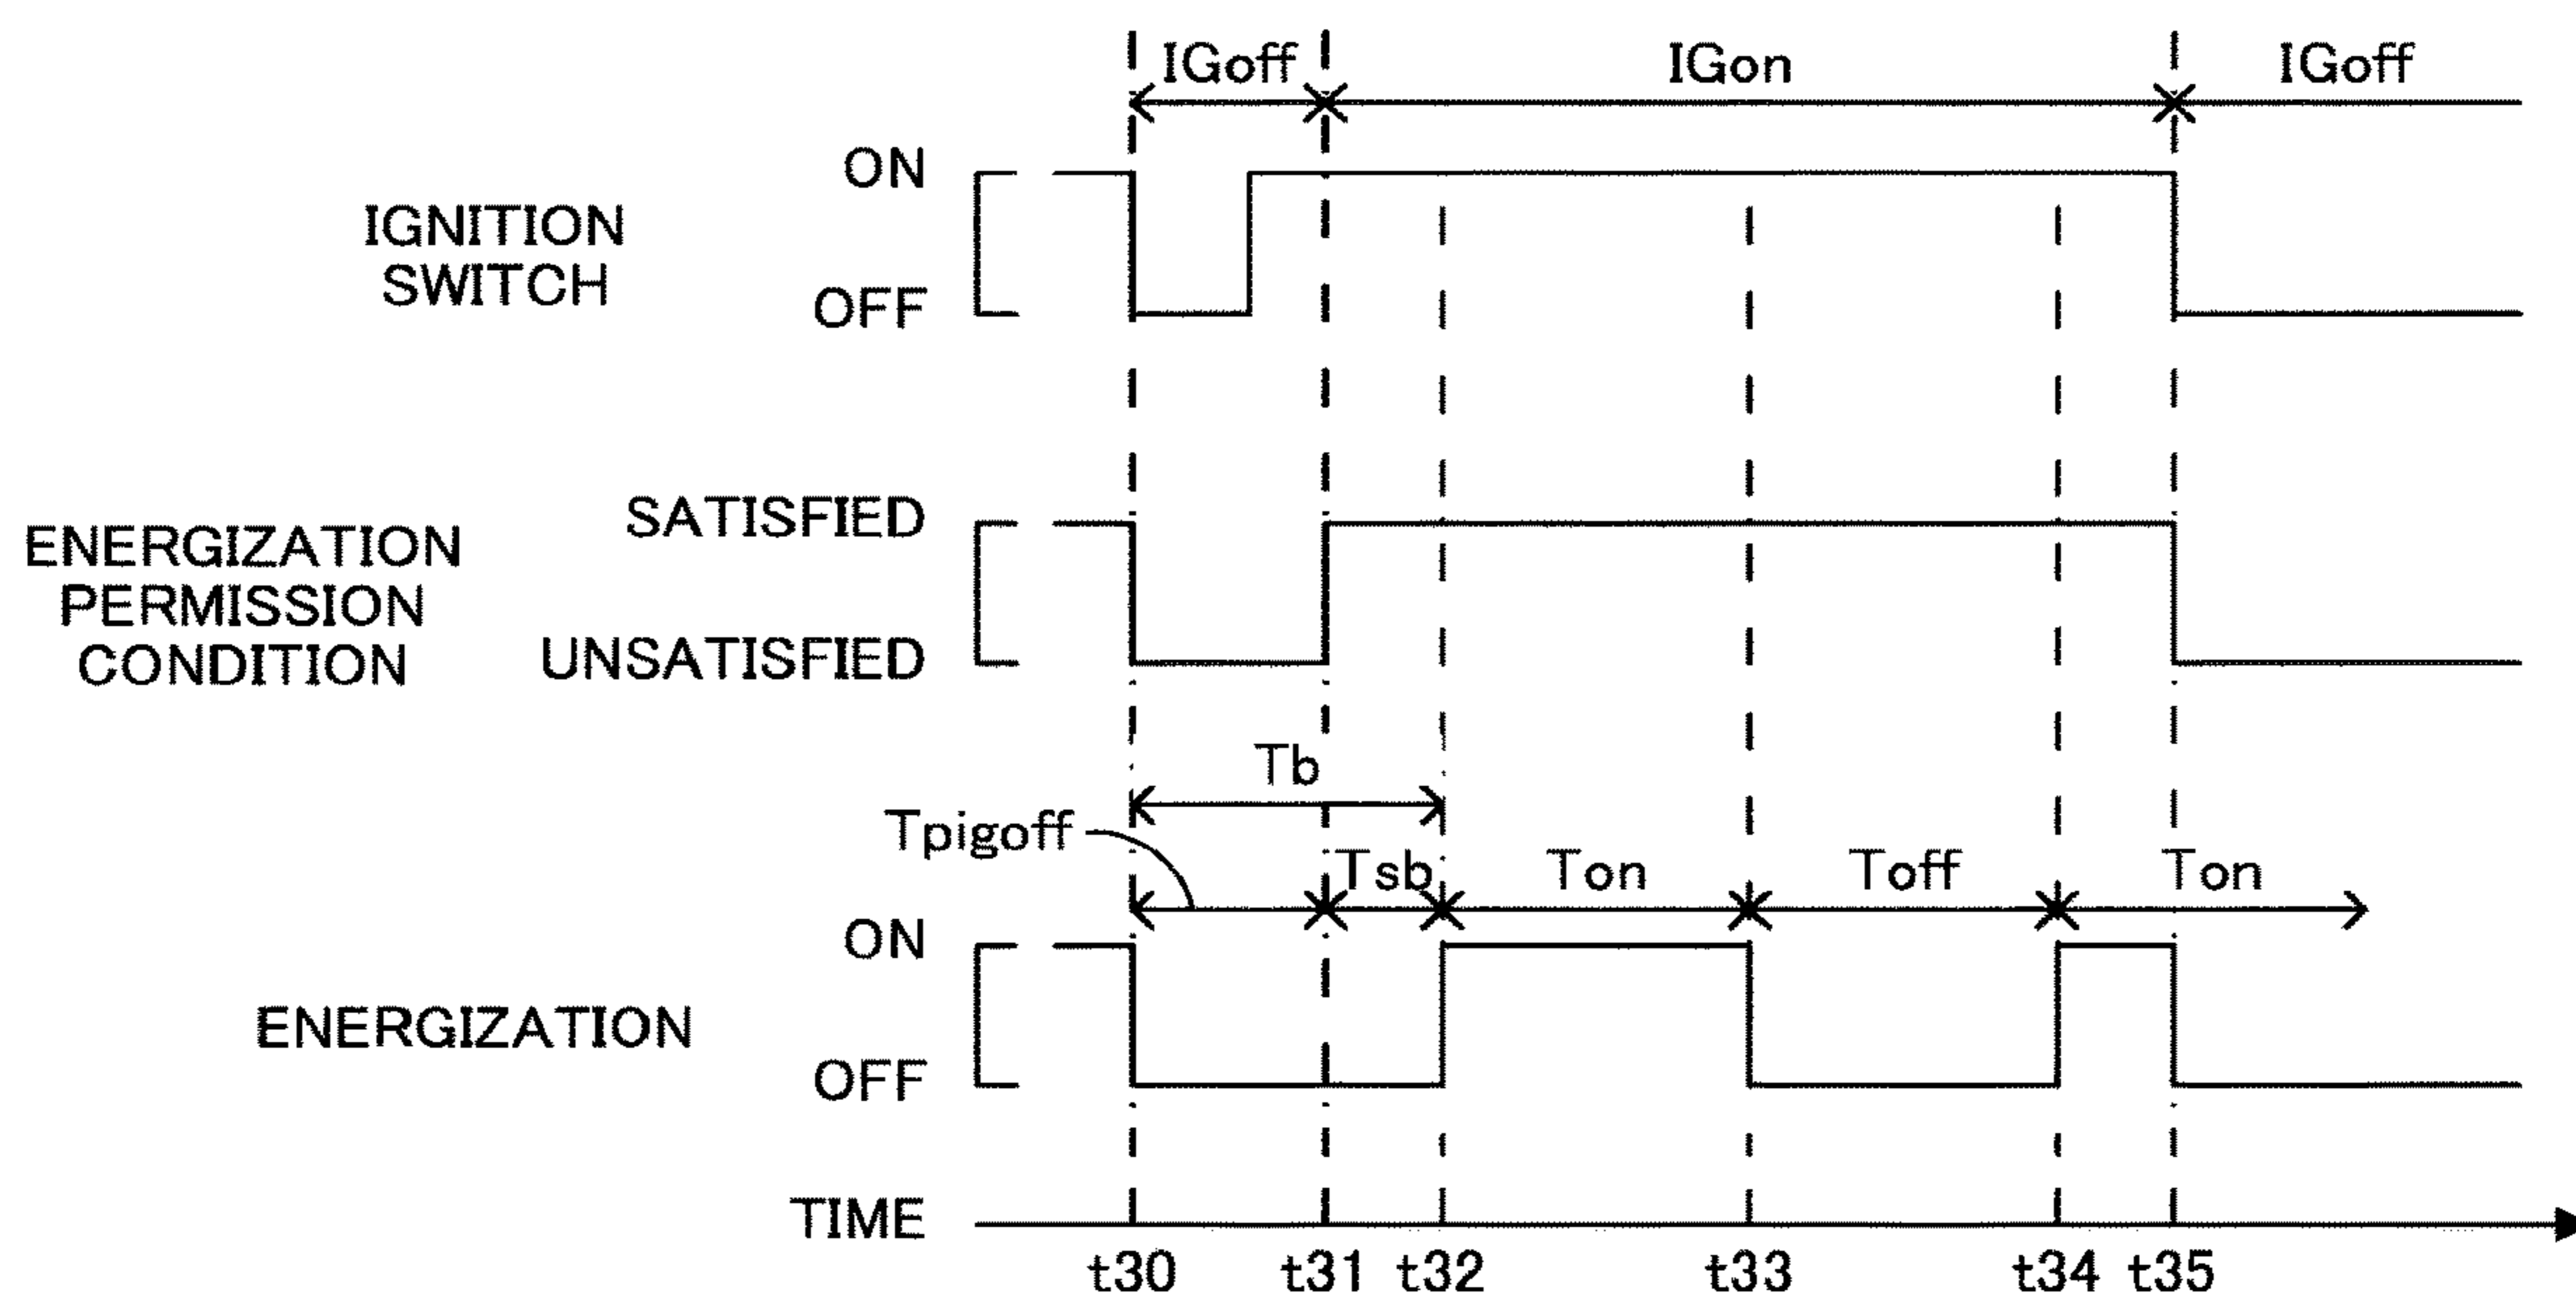 IGoff IGon IGoff
ON
IGNITION
SWITCH
OFF
SATISFIED
ENERGIZATION
PERMISSION
CONDITION
UNSATISFIED
Tb
Tpigoff
Tsb Ton Toff Ton
ON
ENERGIZATION
OFF
TIME
t30 t31 t32 t33 t34 t35